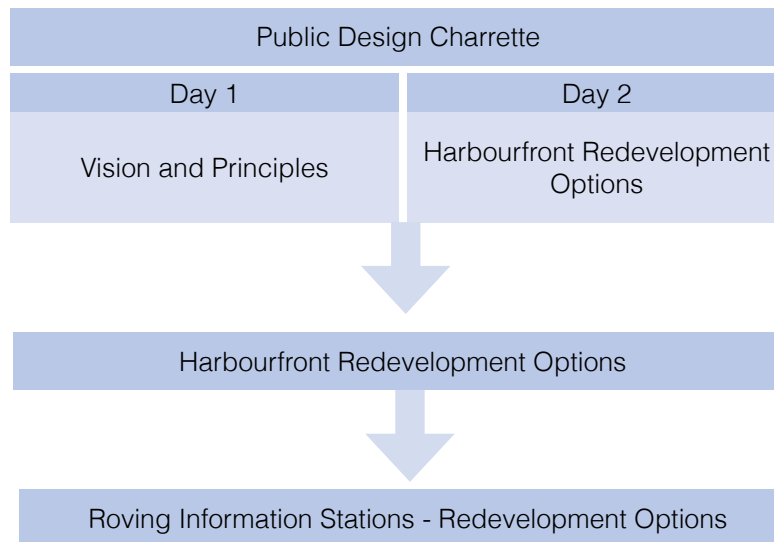 Public Design Charrette
Day 1
Day 2
Vision and Principles
Harbourfront Redevelopment
Options
Harbourfront Redevelopment Options
Roving Information Stations - Redevelopment Options